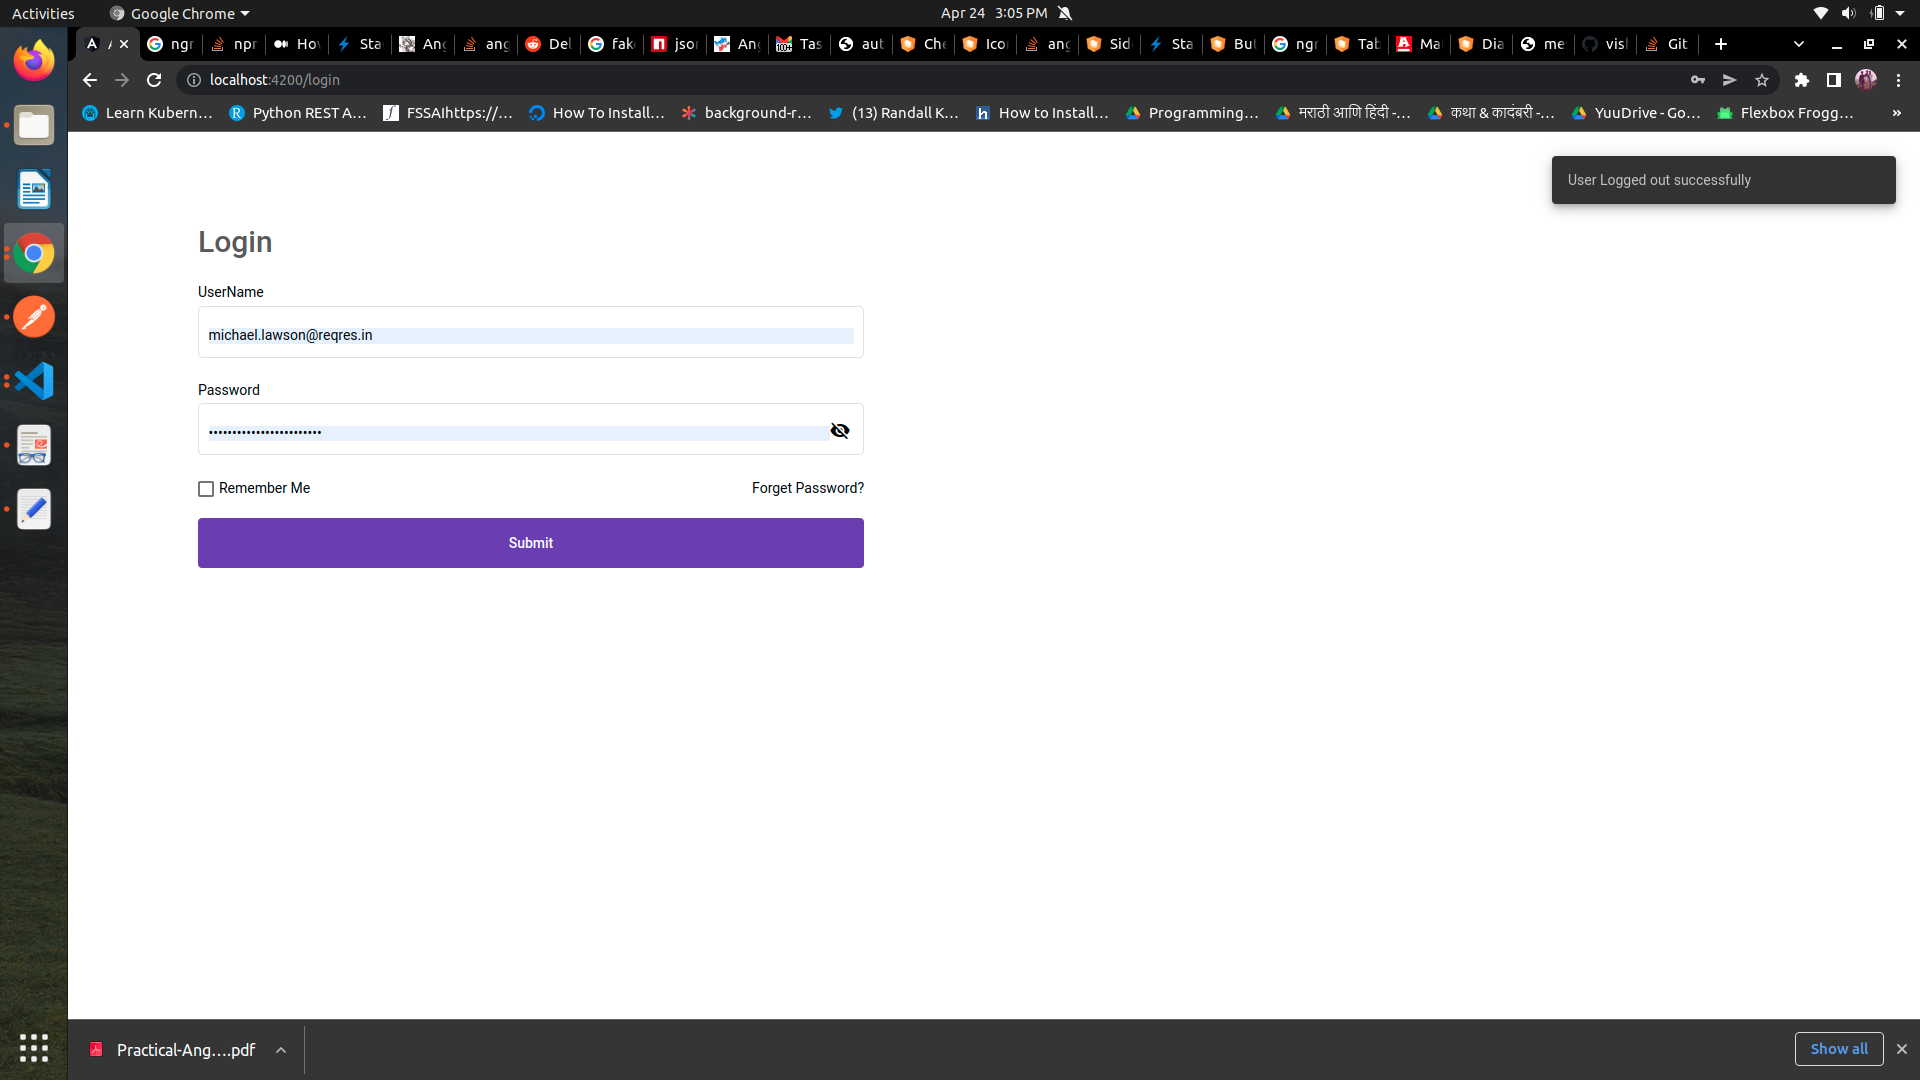 Activities Google Chrome Apr 24 3:05 PM
ngr npr Hov Sta Ang ang Del fak jsor Ang Tas aut Che Ico ang Sid Sta But ngr Tab Ma Dia me vish Git
localhost:4200/login
Learn Kubern... Python REST A... FSSAIhttps://... How To Install... background-r... (13) Randall K... How to Install... Programming... मराठी आणि हिंदी -... कथा & कादंबरी -... YuuDrive - Go... Flexbox Frogg... »
User Logged out successfully
Login
UserName
michael.lawson@reqres.in
Password
••••••••••••••••••••••••
Remember Me Forget Password?
Submit
Practical-Ang....pdf Show all